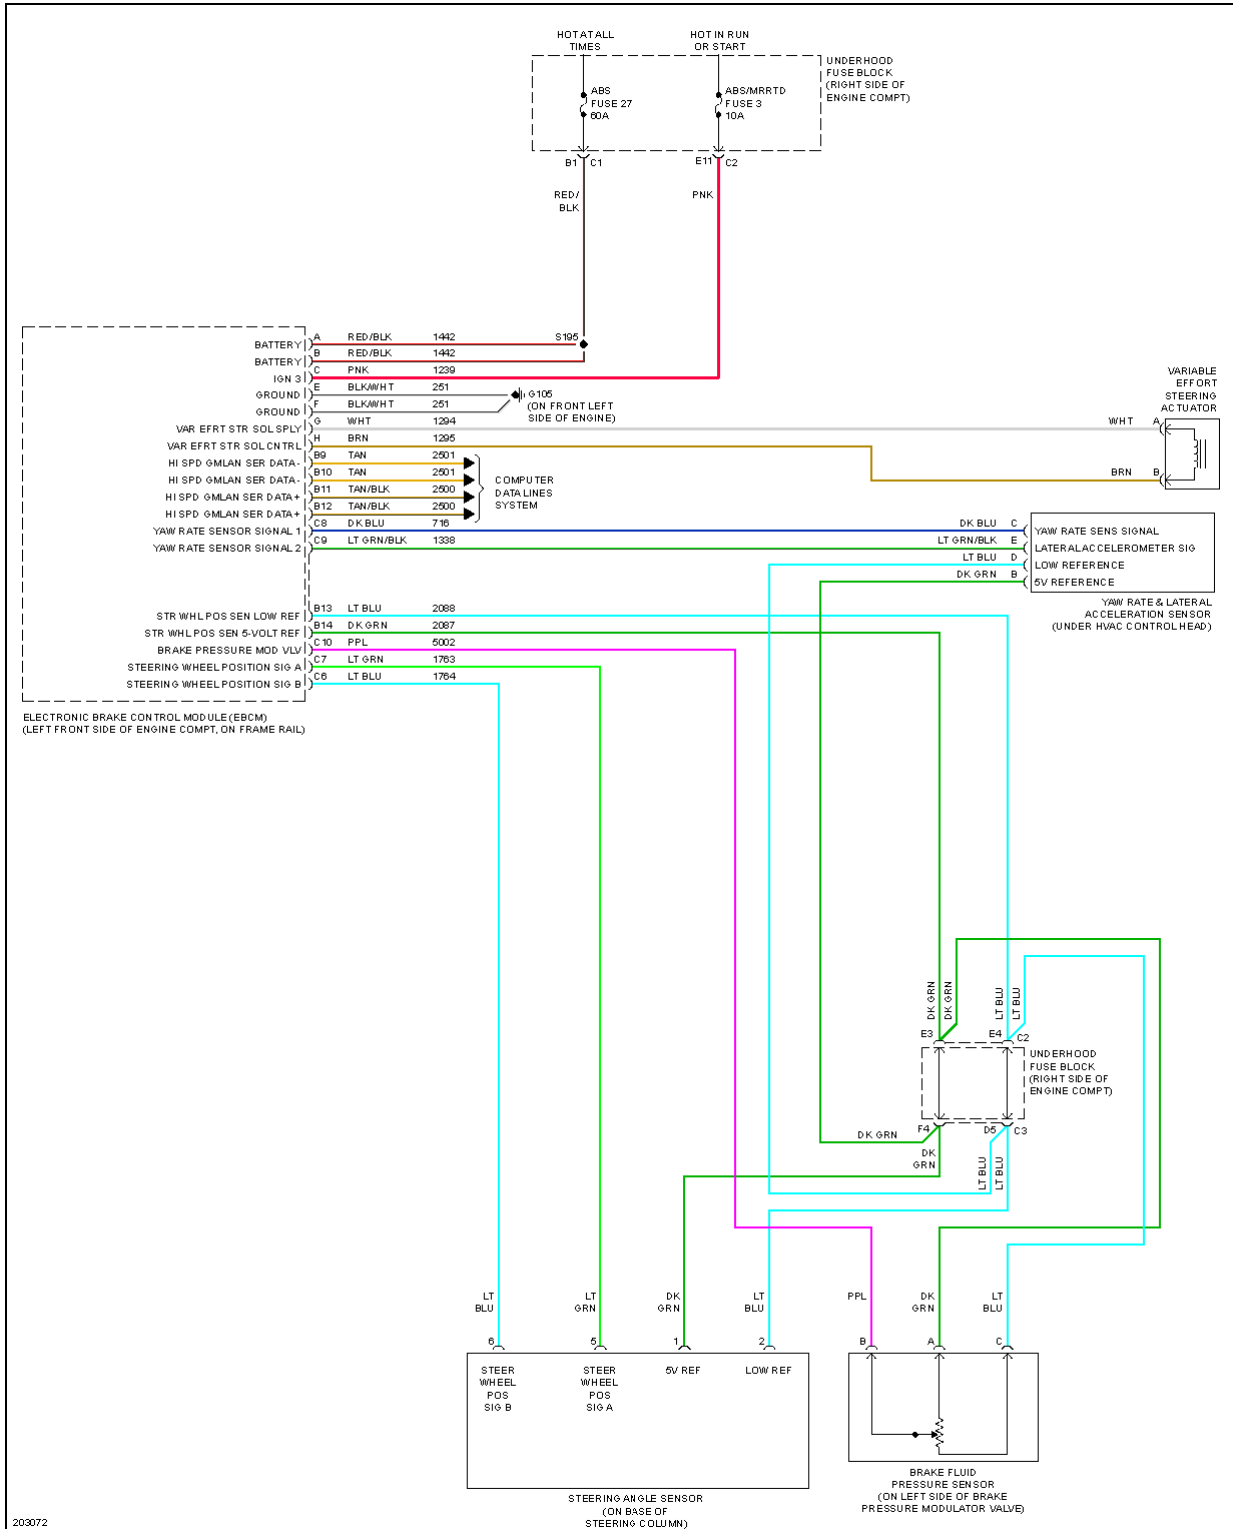 HOT AT ALL
TIMES
HOT IN RUN
OR START
UNDERHOOD
FUSE BLOCK
(RIGHT SIDE OF
ENGINE COMPT)
ABS
FUSE 27
60A
ABS/MRRTD
FUSE 3
10A
B1 C1
E11 C2
RED/
BLK
PNK
BATTERY A RED/BLK 1442 S195
BATTERY B RED/BLK 1442
IGN 3 C PNK 1239
GROUND E BLK/WHT 251
GROUND F BLK/WHT 251
G105
(ON FRONT LEFT
SIDE OF ENGINE)
VAR EFRT STR SOL SPLY G WHT 1294
VAR EFRT STR SOL CNTRL H BRN 1295
HI SPD GMLAN SER DATA- B9 TAN 2501
HI SPD GMLAN SER DATA- B10 TAN 2501
HI SPD GMLAN SER DATA+ B11 TAN/BLK 2500
HI SPD GMLAN SER DATA+ B12 TAN/BLK 2500
COMPUTER
DATA LINES
SYSTEM
YAW RATE SENSOR SIGNAL 1 C8 DK BLU 716
YAW RATE SENSOR SIGNAL 2 C9 LT GRN/BLK 1338
STR WHL POS SEN LOW REF B13 LT BLU 2088
STR WHL POS SEN 5-VOLT REF B14 DK GRN 2087
BRAKE PRESSURE MOD VLV C10 PPL 5002
STEERING WHEEL POSITION SIG A C7 LT GRN 1763
STEERING WHEEL POSITION SIG B C6 LT BLU 1764
ELECTRONIC BRAKE CONTROL MODULE (EBCM)
(LEFT FRONT SIDE OF ENGINE COMPT, ON FRAME RAIL)
VARIABLE
EFFORT
STEERING
ACTUATOR
WHT A
BRN B
DK BLU C YAW RATE SENS SIGNAL
LT GRN/BLK E LATERAL ACCELEROMETER SIG
LT BLU D LOW REFERENCE
DK GRN B 5V REFERENCE
YAW RATE & LATERAL
ACCELERATION SENSOR
(UNDER HVAC CONTROL HEAD)
DK GRN
DK GRN
LT BLU
LT BLU
E3 E4 C2
UNDERHOOD
FUSE BLOCK
(RIGHT SIDE OF
ENGINE COMPT)
F4 D5 C3
DK GRN
DK
GRN
LT BLU
LT BLU
LT
BLU
LT
GRN
DK
GRN
LT
BLU
PPL
DK
GRN
LT
BLU
6 5 1 2 B A C
STEER
WHEEL
POS
SIG B
STEER
WHEEL
POS
SIG A
5V REF
LOW REF
STEERING ANGLE SENSOR
(ON BASE OF
STEERING COLUMN)
BRAKE FLUID
PRESSURE SENSOR
(ON LEFT SIDE OF BRAKE
PRESSURE MODULATOR VALVE)
203072